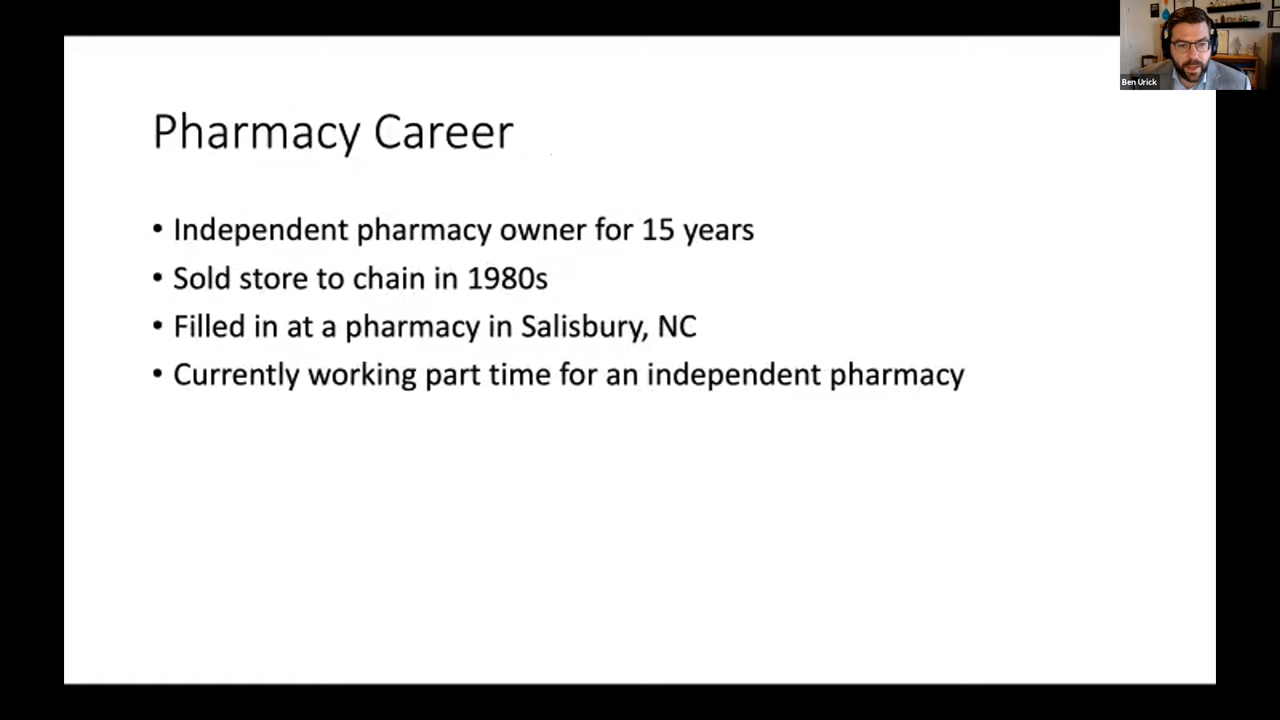 Ben Urick
Pharmacy Career
• Independent pharmacy owner for 15 years
• Sold store to chain in 1980s
• Filled in at a pharmacy in Salisbury, NC
• Currently working part time for an independent pharmacy